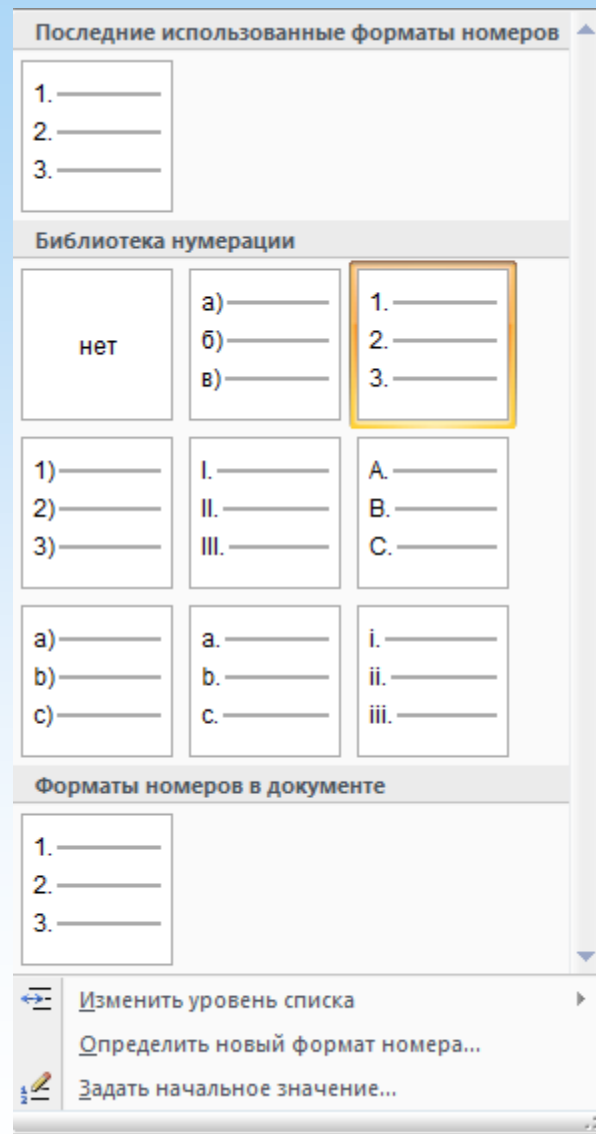 Последние использованные форматы номеров
1.
2.
3.
Библиотека нумерации
нет
а)
б)
в)
1.
2.
3.
1)
2)
3)
I.
II.
III.
A.
B.
C.
a)
b)
c)
a.
b.
c.
i.
ii.
iii.
Форматы номеров в документе
1.
2.
3.
Изменить уровень списка
Определить новый формат номера...
Задать начальное значение...